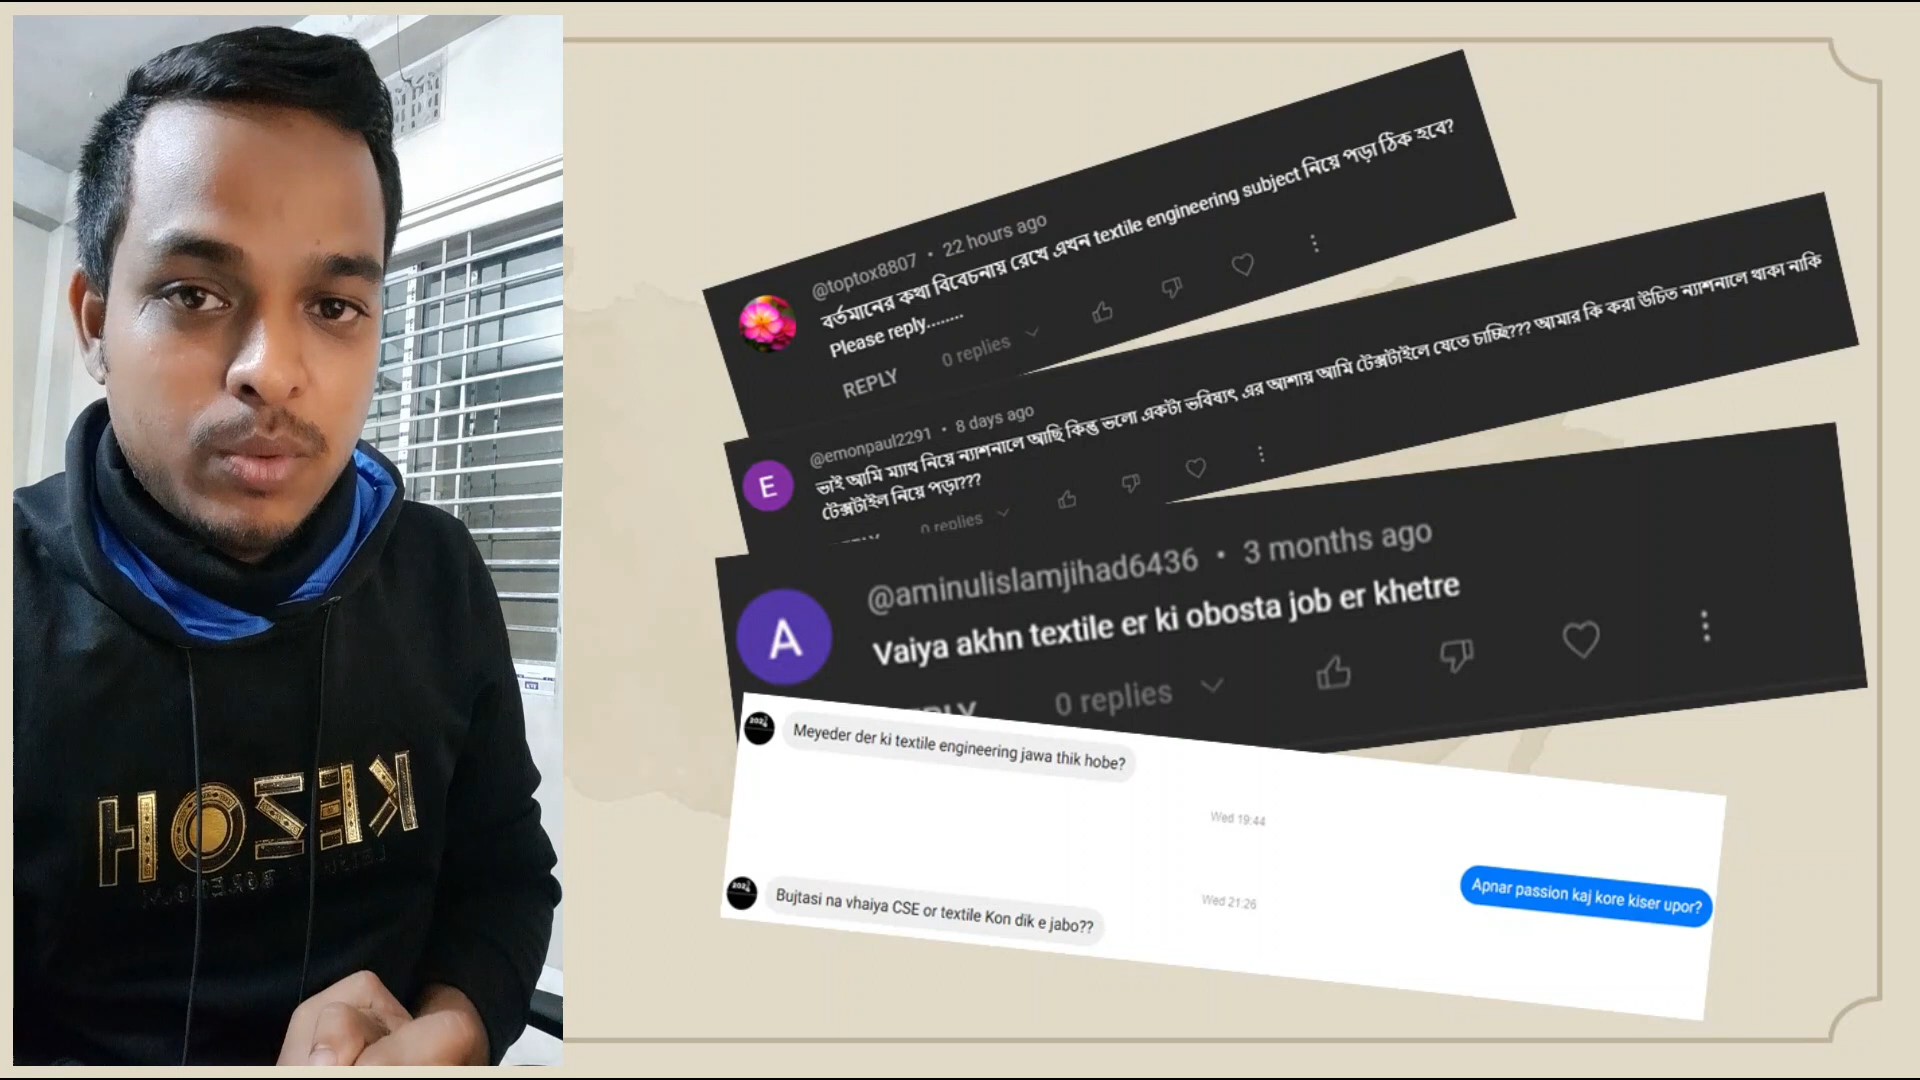 @toptox8807 • 22 hours ago
বর্তমানের কথা বিবেচনায় রেখে এখন textile engineering subject নিয়ে পড়া ঠিক হবে?
Please reply........
REPLY
0 replies
@emonpaul2291 • 8 days ago
E
ভাই আমি ম্যাথ নিয়ে ন্যাশনালে আছি কিন্তু ভলো একটা ভবিষ্যৎ এর আশায় আমি টেক্সটাইলে যেতে চাচ্ছি??? আমার কি করা উচিত ন্যাশনালে থাকা নাকি
টেক্সটাইল নিয়ে পড়া???
0 replies
@aminulislamjihad6436 • 3 months ago
A
Vaiya akhn textile er ki obosta job er khetre
0 replies
Meyeder der ki textile engineering jawa thik hobe?
Wed 19:44
Apnar passion kaj kore kiser upor?
Wed 21:26
Bujtasi na vhaiya CSE or textile Kon dik e jabo??